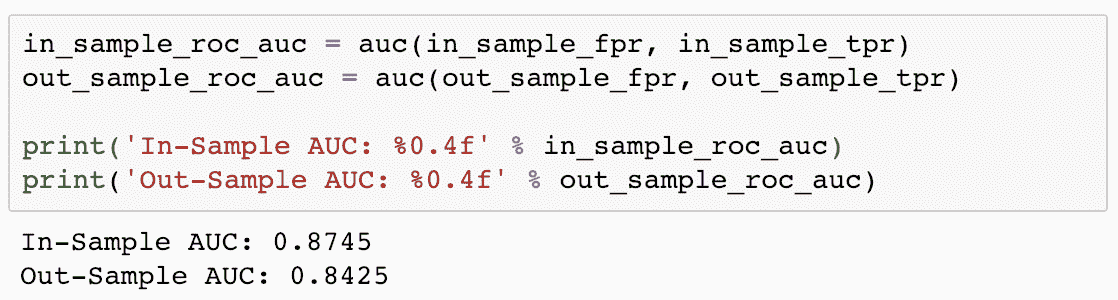 in_sample_roc_auc = auc(in_sample_fpr, in_sample_tpr)
out_sample_roc_auc = auc(out_sample_fpr, out_sample_tpr)
print('In-Sample AUC: %0.4f' % in_sample_roc_auc)
print('Out-Sample AUC: %0.4f' % out_sample_roc_auc)
In-Sample AUC: 0.8745
Out-Sample AUC: 0.8425